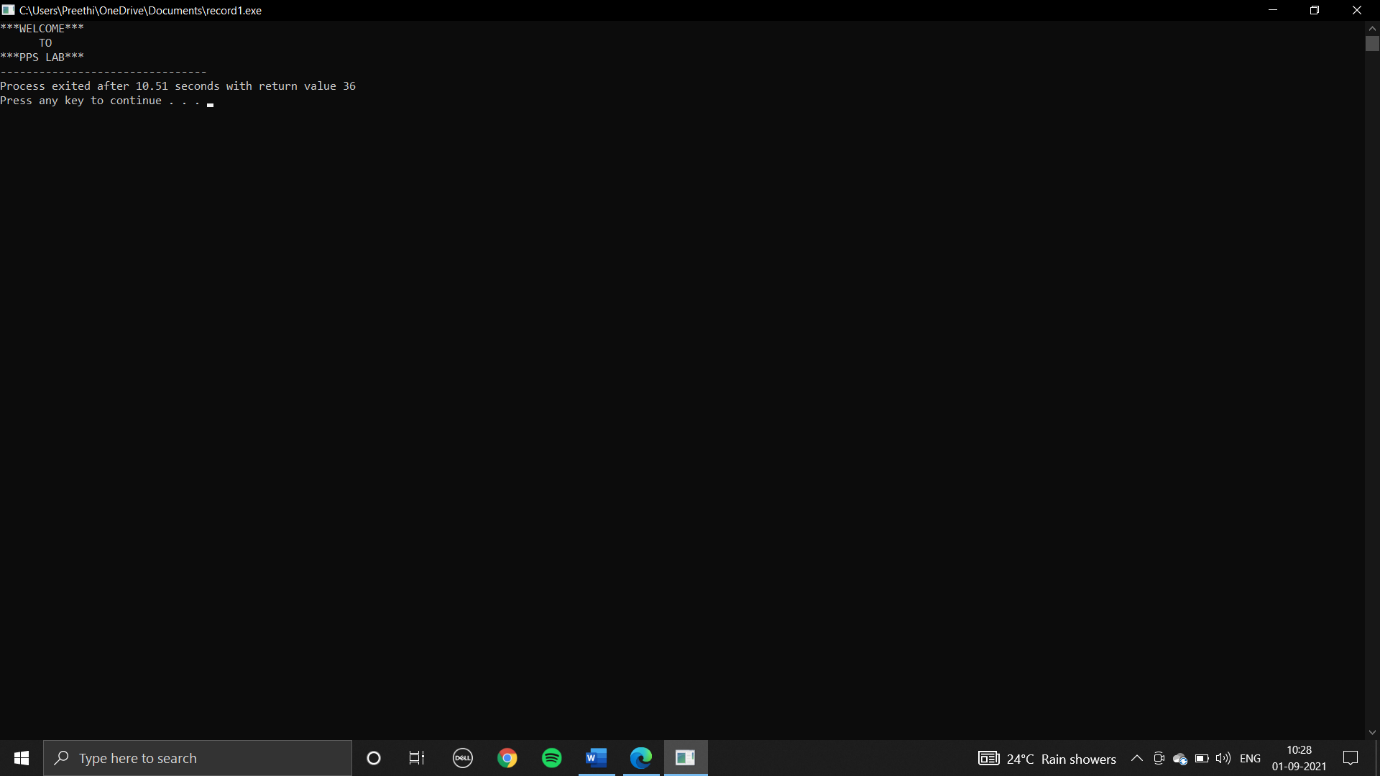 C:\Users\Preethi\OneDrive\Documents\record1.exe
***WELCOME***
      TO
***PPS LAB***
--------------------------------
Process exited after 10.51 seconds with return value 36
Press any key to continue . . .
Type here to search
DELL
W
24°C Rain showers
ENG
10:28
01-09-2021